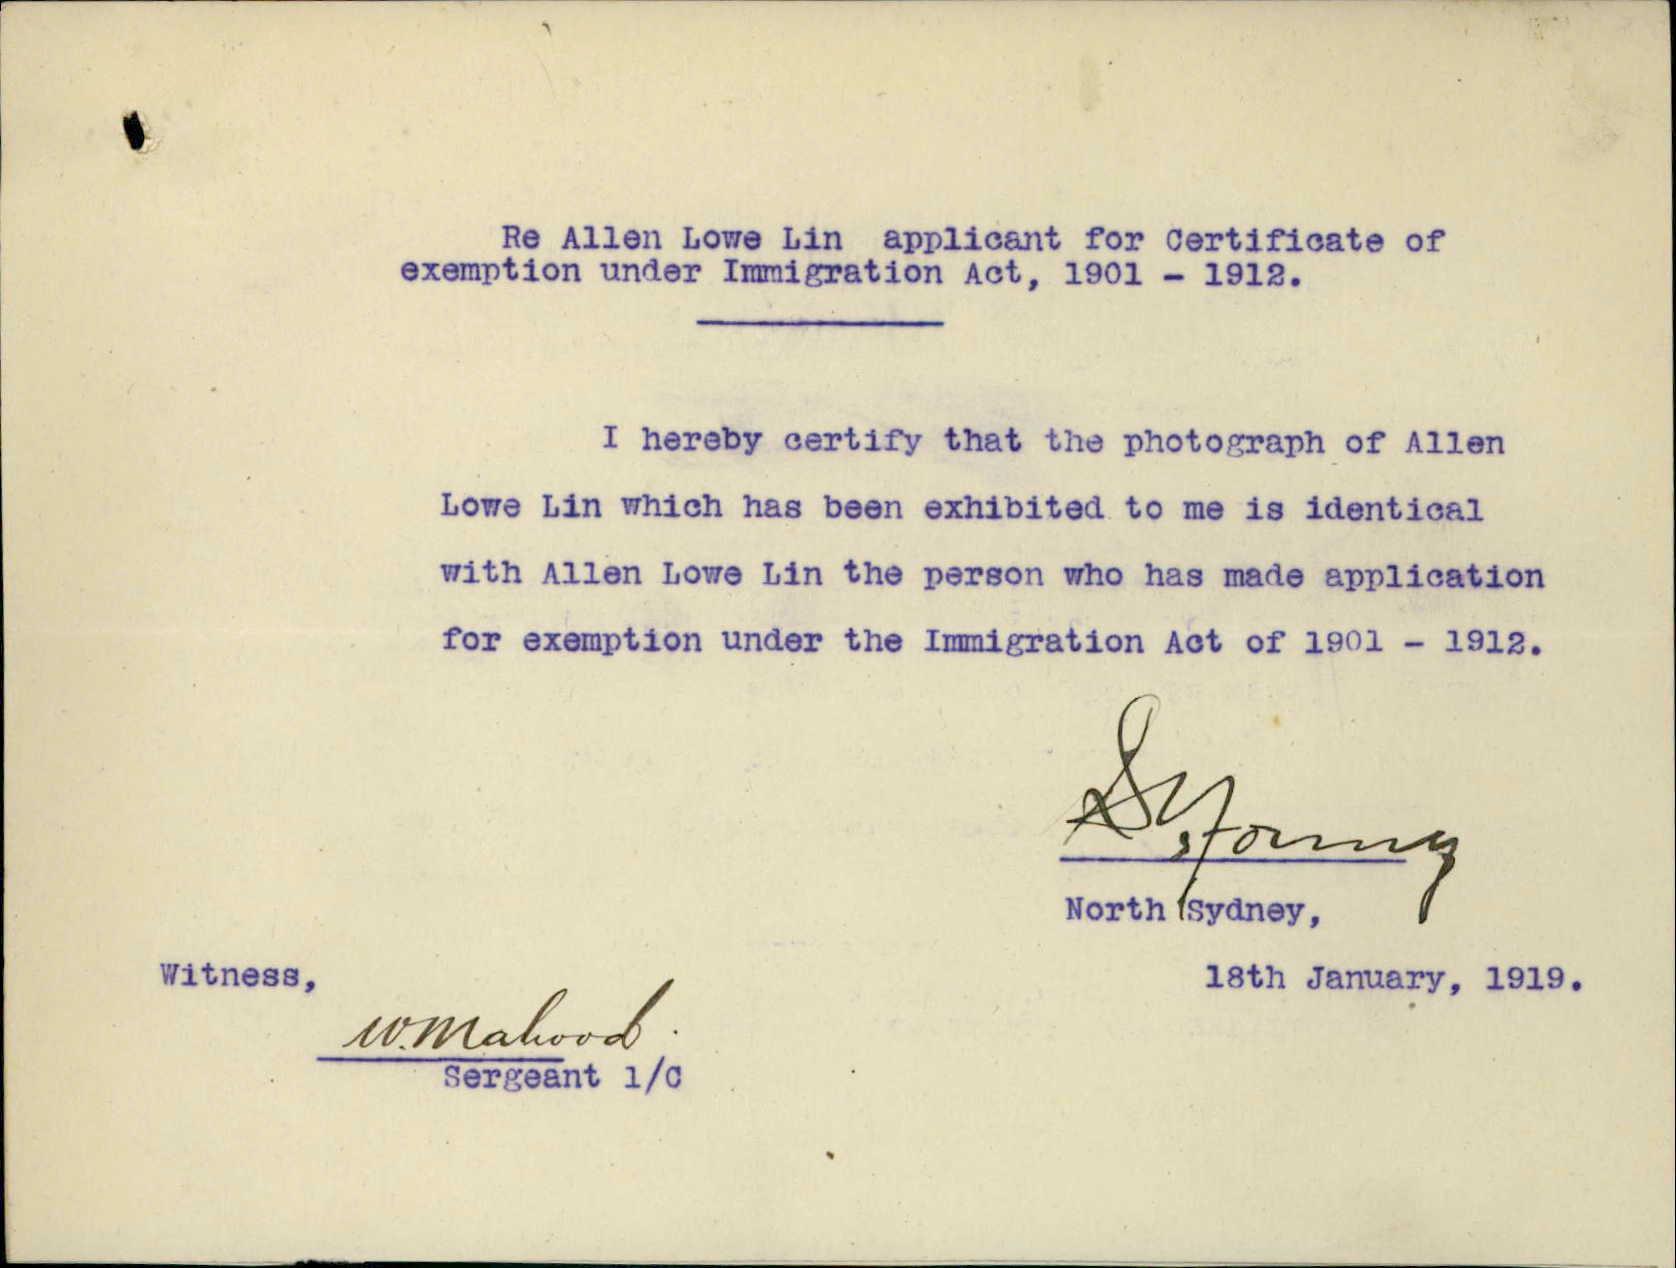 Re Allen Lowe Lin applicant for Certificate of
exemption under Immigration Act, 1901 - 1912.
I hereby certify that the photograph of Allen
Lowe Lin which has been exhibited to me is identical
with Allen Lowe Lin the person who has made application
for exemption under the Immigration Act of 1901 - 1912.
Young
North Sydney,
18th January, 1919.
Witness,
W. Mahood.
Sergeant 1/C